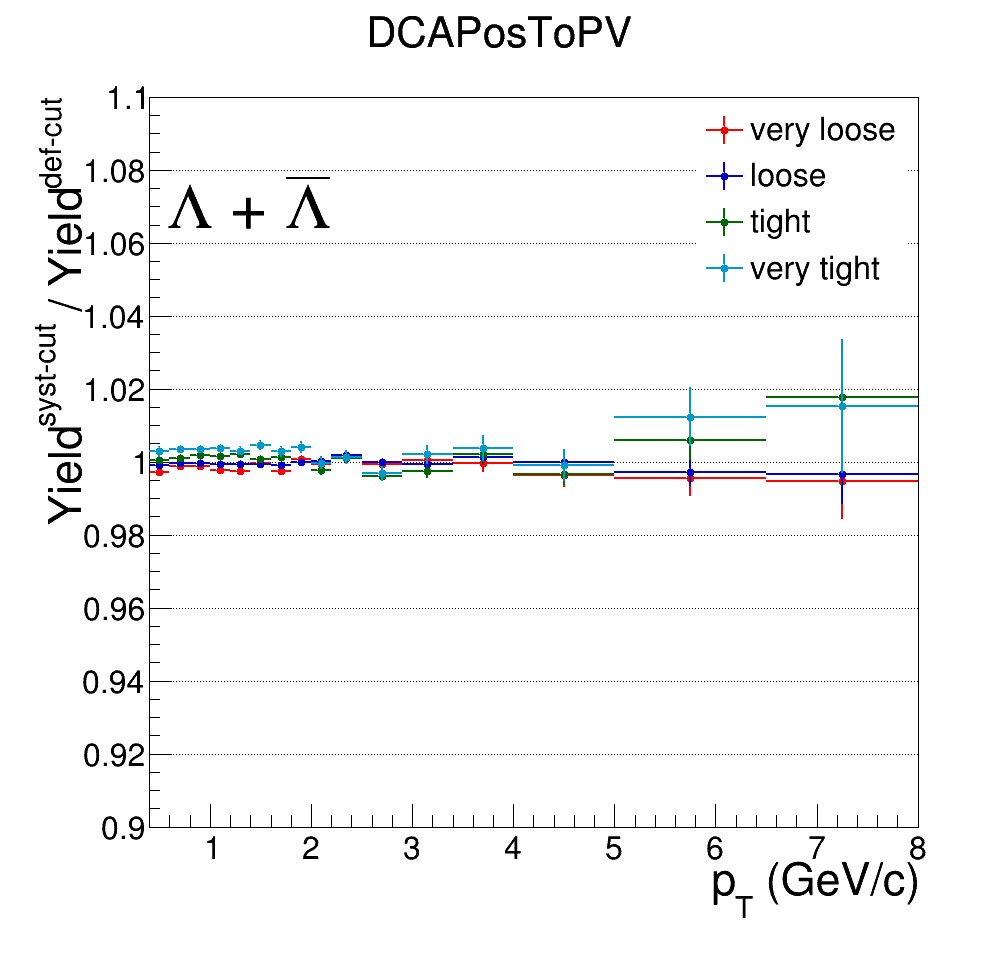 DCAPosToPV
Yield^syst-cut / Yield^def-cut
1.1
1.08
1.06
1.04
1.02
1
0.98
0.96
0.94
0.92
0.9
Λ + Λ̅
very loose
loose
tight
very tight
1 2 3 4 5 6 7 8
p_T (GeV/c)